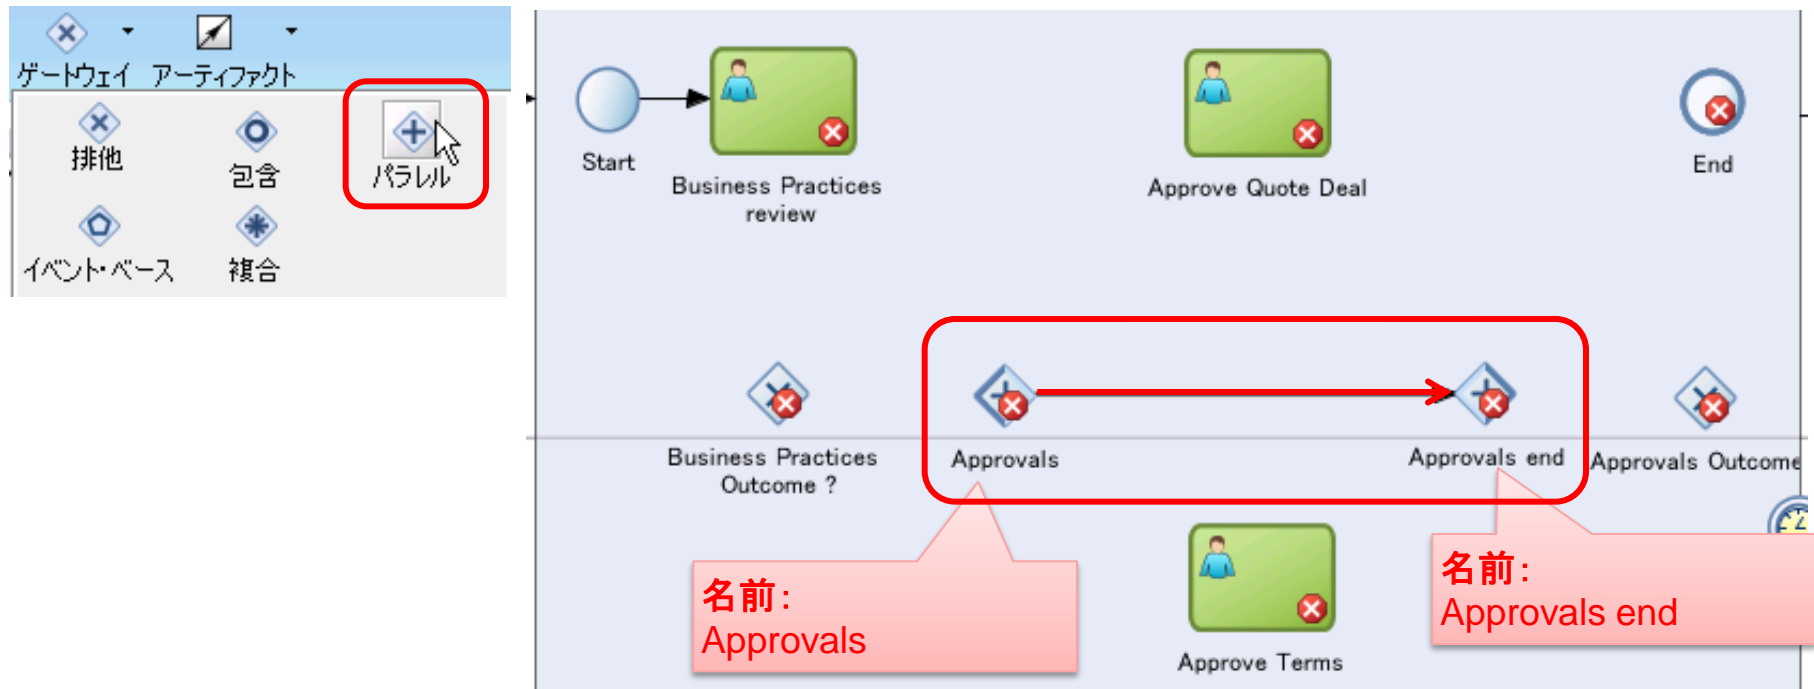 ゲートウェイ アーティファクト
排他
包含
パラレル
イベント・ベース
複合
Start
Business Practices
review
Approve Quote Deal
End
Business Practices
Outcome ?
Approvals
Approvals end
Approvals Outcome
名前:
Approvals
名前:
Approvals end
Approve Terms